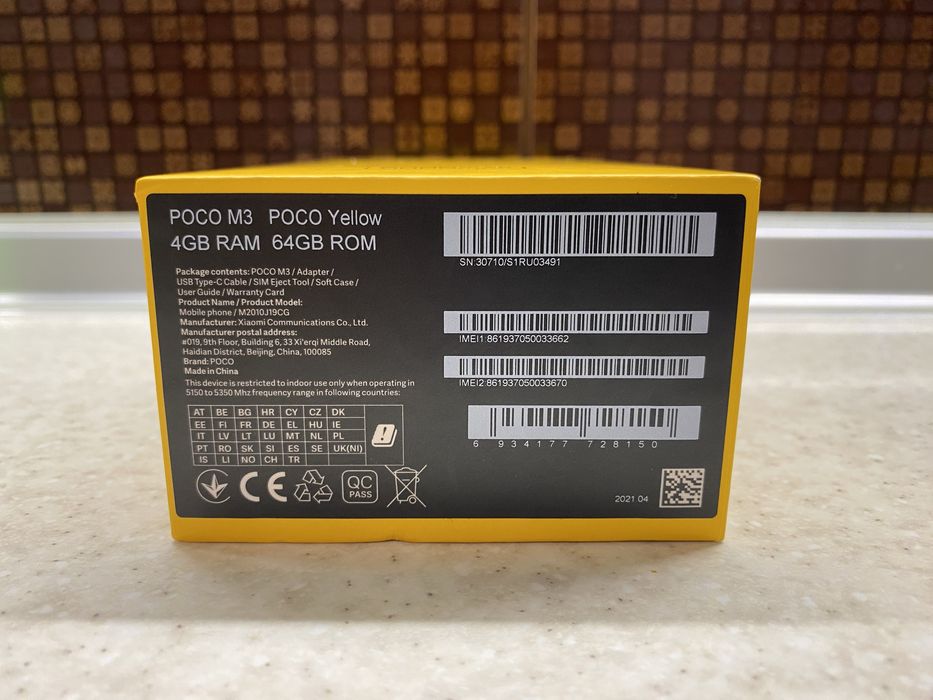 POCO M3 POCO Yellow
4GB RAM 64GB ROM
Package contents: POCO M3 / Adapter /
USB Type-C Cable / SIM Eject Tool / Soft Case /
User Guide / Warranty Card
Product Name / Product Model:
Mobile phone / M2010J19CG
Manufacturer: Xiaomi Communications Co., Ltd.
Manufacturer postal address:
#019, 9th Floor, Building 6, 33 Xi'erqi Middle Road,
Haidian District, Beijing, China, 100085
Brand: POCO
Made in China
This device is restricted to indoor use only when operating in
5150 to 5350 Mhz frequency range in following countries:
AT BE BG HR CY CZ DK
EE FI FR DE EL HU IE
IT LV LT LU MT NL PL
PT RO SK SI ES SE UK(NI)
IS LI NO CH TR
CE
QC
PASS
SN:30710/S1RU03491
IMEI1:861937050033662
IMEI2:861937050033670
6 934177 728150
2021 04